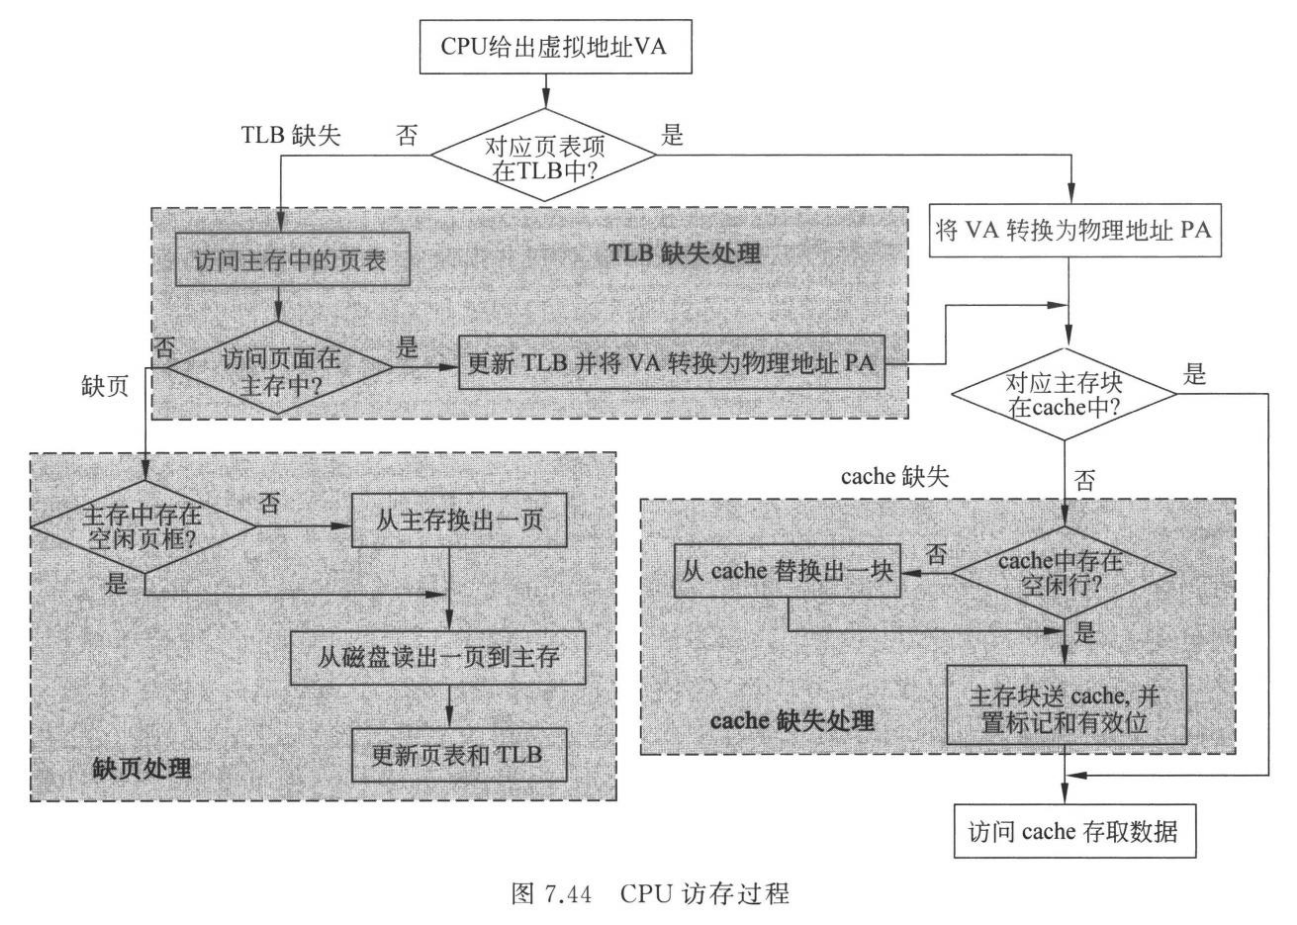 CPU给出虚拟地址VA
TLB 缺失
否
对应页表项
在TLB中?
是
将 VA 转换为物理地址 PA
访问主存中的页表
TLB 缺失处理
否
访问页面在
主存中?
是
更新 TLB 并将 VA 转换为物理地址 PA
缺页
对应主存块
在cache中?
是
cache 缺失
否
主存中存在
空闲页框?
否
从主存换出一页
是
从 cache 替换出一块
否
cache中存在
空闲行?
是
从磁盘读出一页到主存
主存块送 cache, 并
置标记和有效位
cache 缺失处理
更新页表和 TLB
缺页处理
访问 cache 存取数据
图 7.44 CPU 访存过程